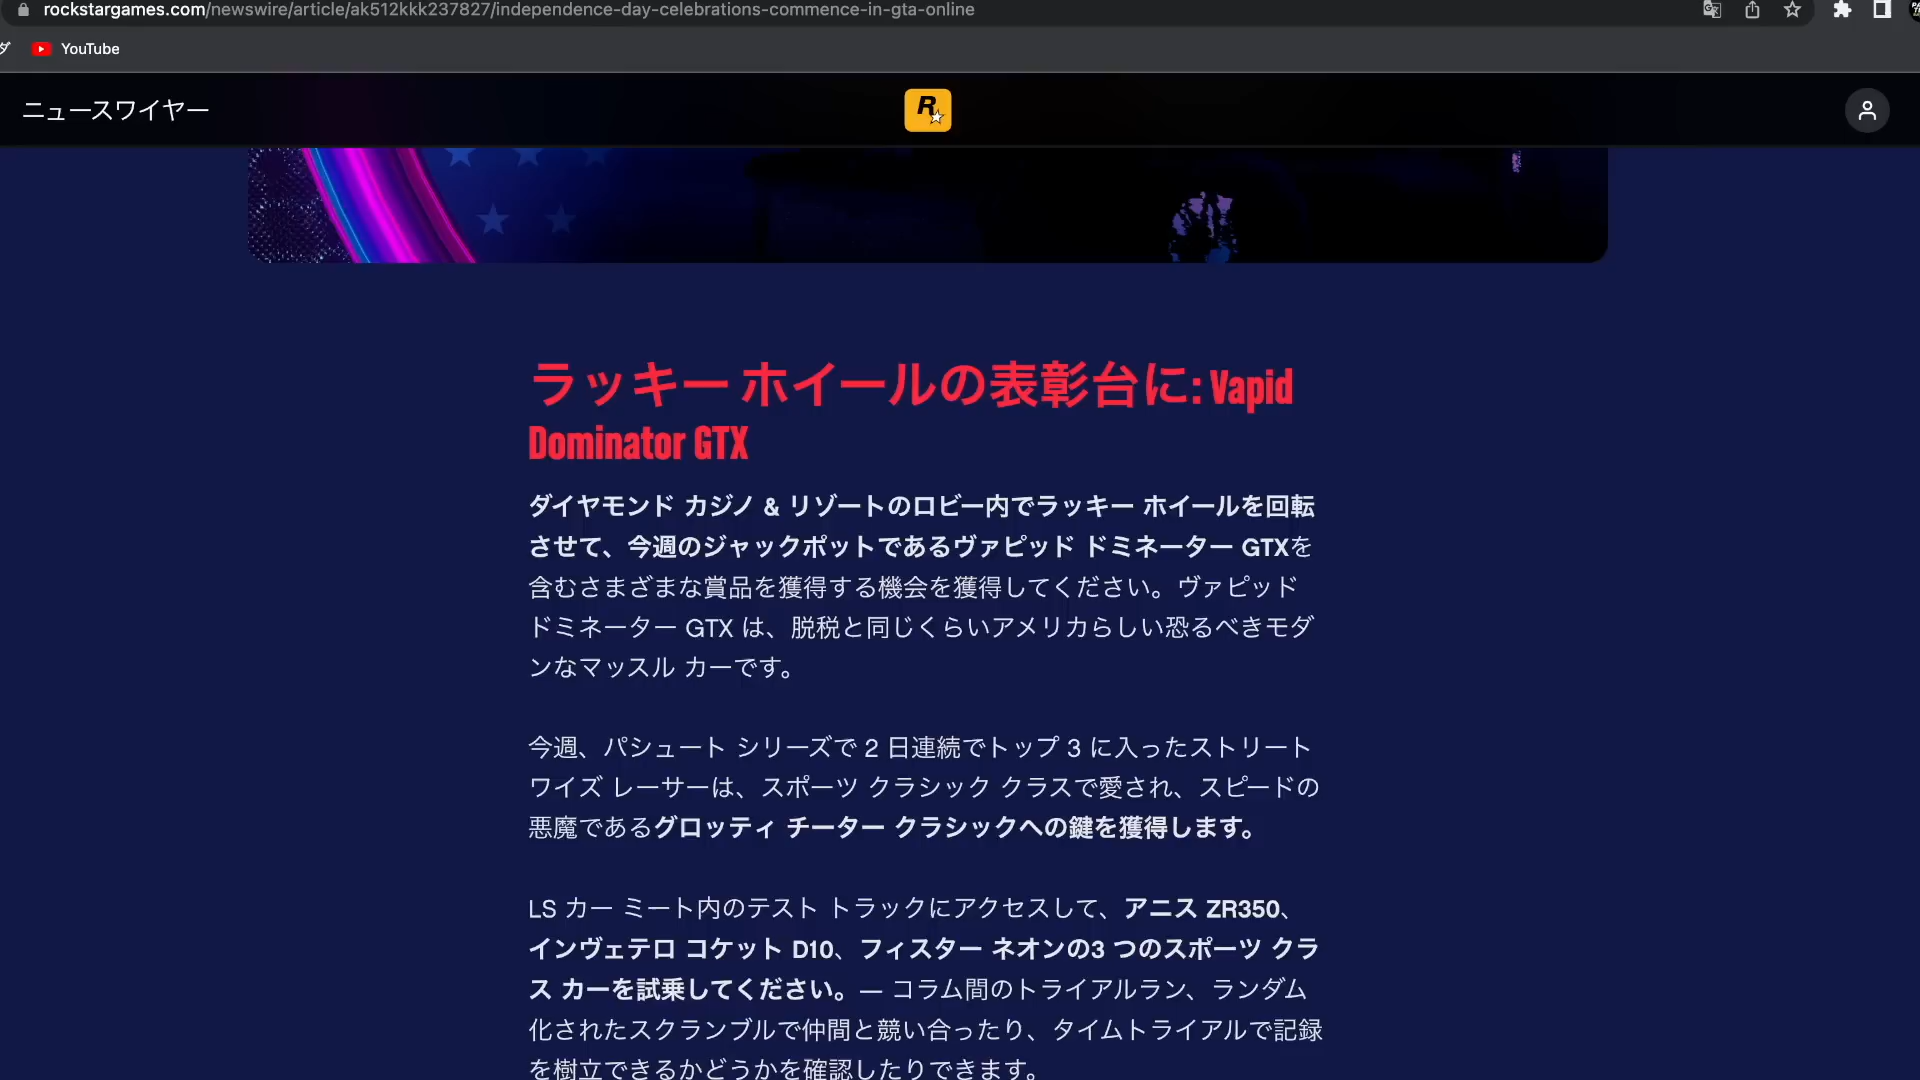 rockstargames.com/newswire/article/ak512kkk237827/independence-day-celebrations-commence-in-gta-online
YouTube
ニュースワイヤー
R
ラッキー ホイールの表彰台に: Vapid
Dominator GTX
ダイヤモンド カジノ & リゾートのロビー内でラッキー ホイールを回転
させて、今週のジャックポットであるヴァピッド ドミネーター GTXを
含むさまざまな賞品を獲得する機会を獲得してください。ヴァピッド
ドミネーター GTX は、脱税と同じくらいアメリカらしい恐るべきモダ
ンなマッスル カーです。
今週、パシュート シリーズで 2 日連続でトップ 3 に入ったストリート
ワイズ レーサーは、スポーツ クラシック クラスで愛され、スピードの
悪魔であるグロッティ チーター クラシックへの鍵を獲得します。
LS カー ミート内のテスト トラックにアクセスして、アニス ZR350、
インヴェテロ コケット D10、フィスター ネオンの3 つのスポーツ クラ
ス カーを試乗してください。— コラム間のトライアルラン、ランダム
化されたスクランブルで仲間と競い合ったり、タイムトライアルで記録
を樹立できるかどうかを確認したりできます。